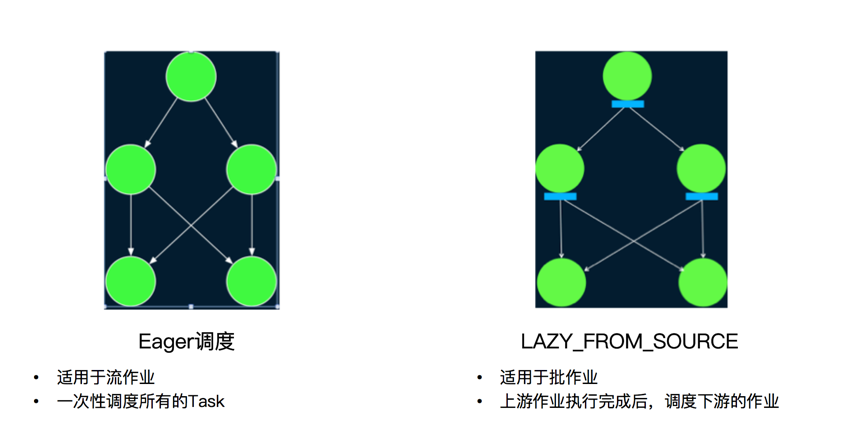 Eager调度
• 适用于流作业
• 一次性调度所有的Task
LAZY_FROM_SOURCE
• 适用于批作业
• 上游作业执行完成后，调度下游的作业